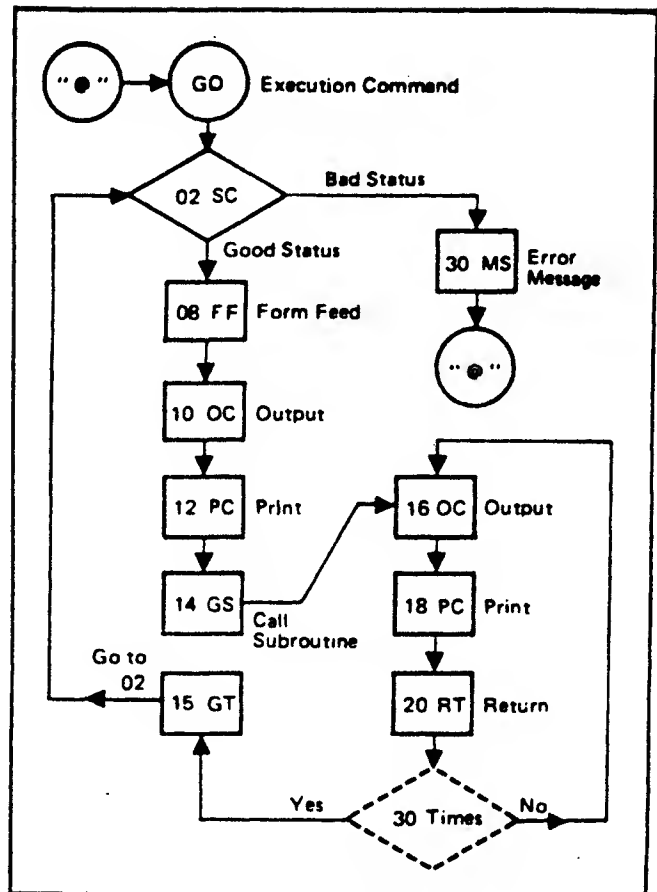 "@"
GO
Execution Command
02 SC
Bad Status
Good Status
30 MS
Error
Message
08 FF
Form Feed
"@"
10 OC
Output
12 PC
Print
16 OC
Output
14 GS
Call
Subroutine
18 PC
Print
Go to
02
15 GT
20 RT
Return
Yes
30 Times
No